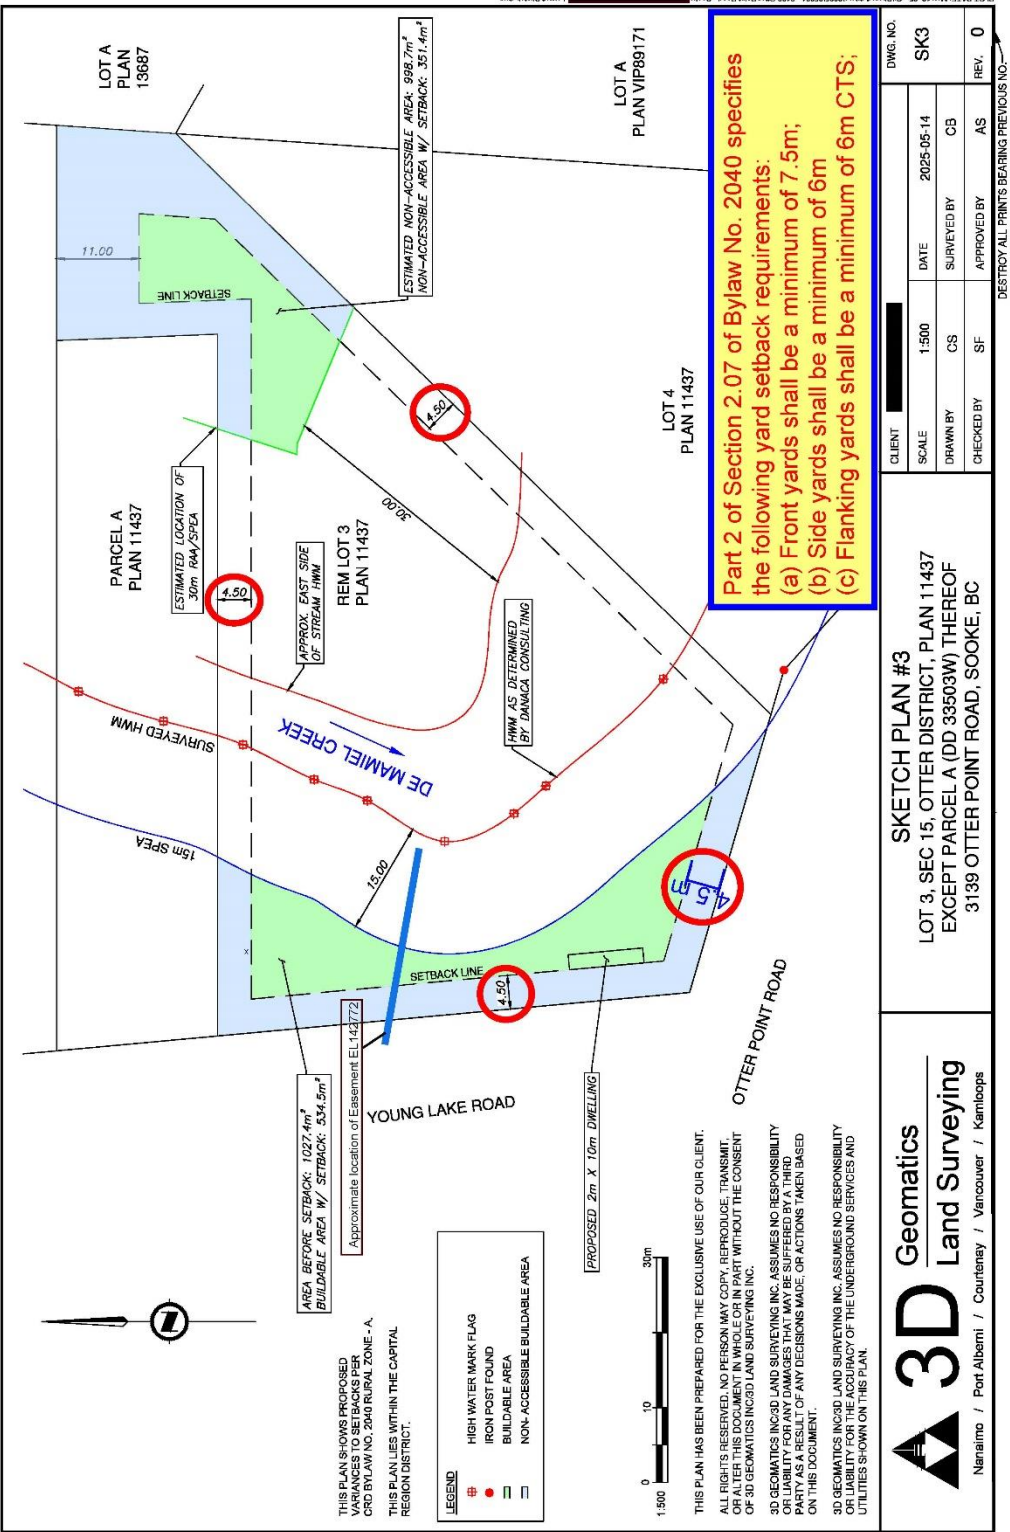 LOT A
PLAN
13687
LOT A
PLAN VIP89171
ESTIMATED NON-ACCESSIBLE AREA: 998.7m²
NON-ACCESSIBLE AREA W/ SETBACK: 351.4m²
11.00
SETBACK LINE
PARCEL A
PLAN 11437
ESTIMATED LOCATION OF
30m RAA/SPEA
4.50
4.50
30.00
LOT 4
PLAN 11437
REM LOT 3
PLAN 11437
APPROX. EAST SIDE
OF STREAM HWM
SURVEYED HWM
DE MAMIEL CREEK
HWM AS DETERMINED
BY DANACA CONSULTING
15m SPEA
15.00
4.5 m
SETBACK LINE
4.50
x
AREA BEFORE SETBACK: 1027.4m²
BUILDABLE AREA W/ SETBACK: 534.5m²
Approximate location of Easement EL142772
YOUNG LAKE ROAD
OTTER POINT ROAD
PROPOSED 2m X 10m DWELLING
Part 2 of Section 2.07 of Bylaw No. 2040 specifies
the following yard setback requirements:
(a) Front yards shall be a minimum of 7.5m;
(b) Side yards shall be a minimum of 6m
(c) Flanking yards shall be a minimum of 6m CTS;
THIS PLAN SHOWS PROPOSED
VARIANCES TO SETBACKS PER
CRD BYLAW NO. 2040 RURAL ZONE - A.
THIS PLAN LIES WITHIN THE CAPITAL
REGION DISTRICT.
LEGEND
HIGH WATER MARK FLAG
IRON POST FOUND
BUILDABLE AREA
NON- ACCESSIBLE BUILDABLE AREA
1:500
0
10
30m
THIS PLAN HAS BEEN PREPARED FOR THE EXCLUSIVE USE OF OUR CLIENT.
ALL RIGHTS RESERVED. NO PERSON MAY COPY, REPRODUCE, TRANSMIT,
OR ALTER THIS DOCUMENT IN WHOLE OR IN PART WITHOUT THE CONSENT
OF 3D GEOMATICS INC/3D LAND SURVEYING INC.
3D GEOMATICS INC/3D LAND SURVEYING INC. ASSUMES NO RESPONSIBILITY
OR LIABILITY FOR ANY DAMAGES THAT MAY BE SUFFERED BY A THIRD
PARTY AS A RESULT OF ANY DECISIONS MADE, OR ACTIONS TAKEN BASED
ON THIS DOCUMENT.
3D GEOMATICS INC/3D LAND SURVEYING INC. ASSUMES NO RESPONSIBILITY
OR LIABILITY FOR THE ACCURACY OF THE UNDERGROUND SERVICES AND
UTILITIES SHOWN ON THIS PLAN.
3D Geomatics
Land Surveying
Nanaimo / Port Alberni / Courtenay / Vancouver / Kamloops
SKETCH PLAN #3
LOT 3, SEC 15, OTTER DISTRICT, PLAN 11437
EXCEPT PARCEL A (DD 33503W) THEREOF
3139 OTTER POINT ROAD, SOOKE, BC
CLIENT
SCALE 1:500 DATE 2025-05-14
DRAWN BY CS SURVEYED BY CB
CHECKED BY SF APPROVED BY AS
DWG. NO.
SK3
REV. 0
DESTROY ALL PRINTS BEARING PREVIOUS NO.